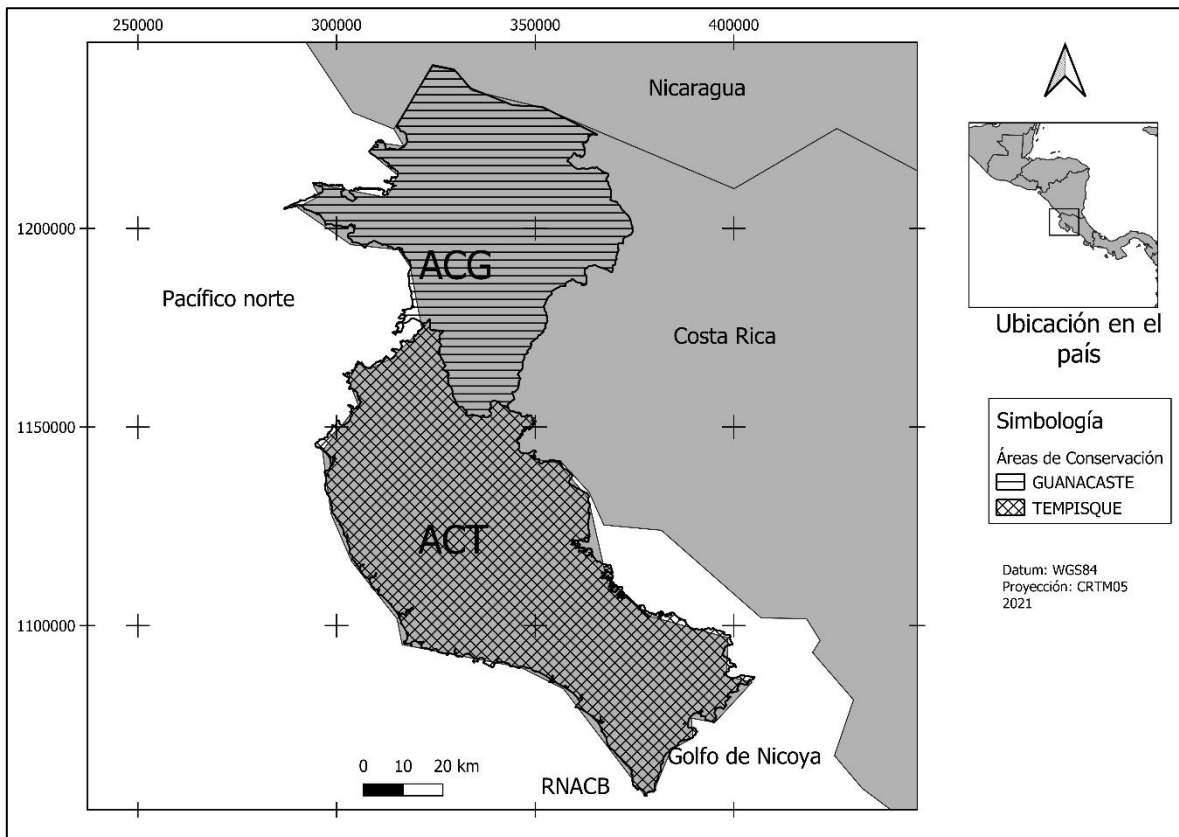 250000
300000
350000
400000
Nicaragua
1200000
ACG
Pacífico norte
Costa Rica
1150000
ACT
1100000
Golfo de Nicoya
0 10 20 km
RNACB
Ubicación en el
país
Simbología
Áreas de Conservación
GUANACASTE
TEMPISQUE
Datum: WGS84
Proyección: CRTM05
2021